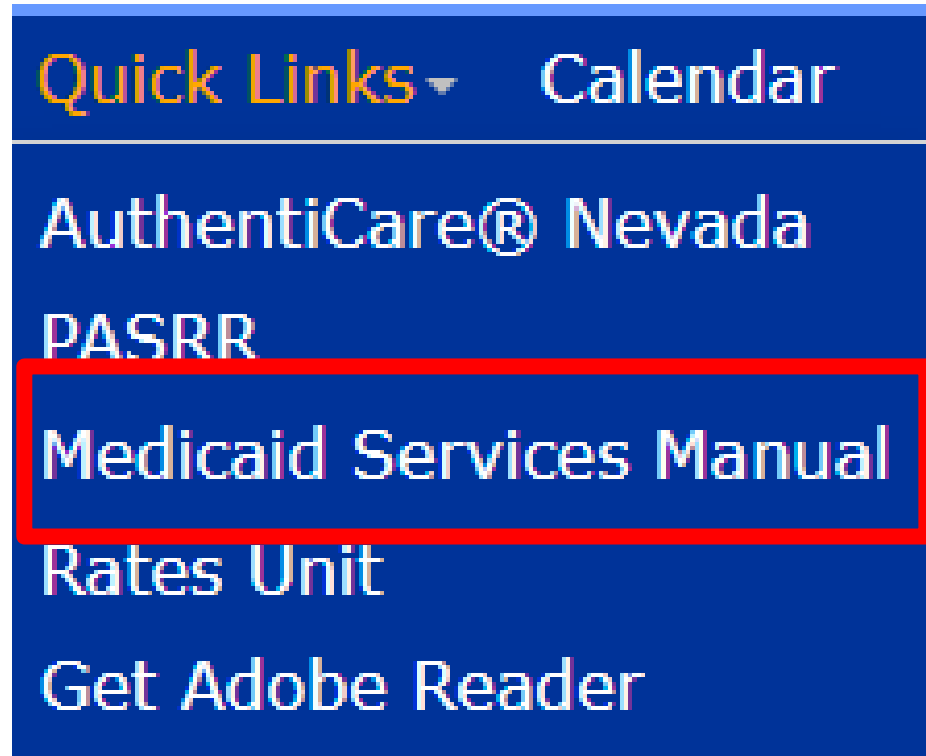 Quick Links Calendar
AuthentiCare® Nevada
PASRR
Medicaid Services Manual
Rates Unit
Get Adobe Reader